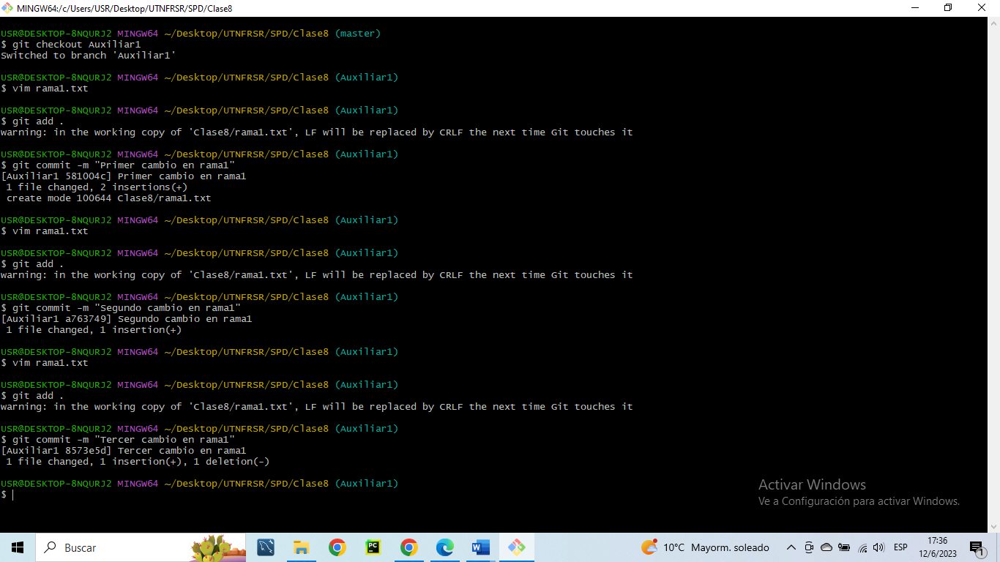 MINGW64:/c/Users/USR/Desktop/UTNFRSR/SPD/Clase8
USR@DESKTOP-8NQURJ2 MINGW64 ~/Desktop/UTNFRSR/SPD/Clase8 (master)
$ git checkout Auxiliar1
Switched to branch 'Auxiliar1'
USR@DESKTOP-8NQURJ2 MINGW64 ~/Desktop/UTNFRSR/SPD/Clase8 (Auxiliar1)
$ vim rama1.txt
USR@DESKTOP-8NQURJ2 MINGW64 ~/Desktop/UTNFRSR/SPD/Clase8 (Auxiliar1)
$ git add .
warning: in the working copy of 'Clase8/rama1.txt', LF will be replaced by CRLF the next time Git touches it
USR@DESKTOP-8NQURJ2 MINGW64 ~/Desktop/UTNFRSR/SPD/Clase8 (Auxiliar1)
$ git commit -m "Primer cambio en rama1"
[Auxiliar1 581004c] Primer cambio en rama1
1 file changed, 2 insertions(+)
create mode 100644 Clase8/rama1.txt
USR@DESKTOP-8NQURJ2 MINGW64 ~/Desktop/UTNFRSR/SPD/Clase8 (Auxiliar1)
$ vim rama1.txt
USR@DESKTOP-8NQURJ2 MINGW64 ~/Desktop/UTNFRSR/SPD/Clase8 (Auxiliar1)
$ git add .
warning: in the working copy of 'Clase8/rama1.txt', LF will be replaced by CRLF the next time Git touches it
USR@DESKTOP-8NQURJ2 MINGW64 ~/Desktop/UTNFRSR/SPD/Clase8 (Auxiliar1)
$ git commit -m "Segundo cambio en rama1"
[Auxiliar1 a763749] Segundo cambio en rama1
1 file changed, 1 insertion(+)
USR@DESKTOP-8NQURJ2 MINGW64 ~/Desktop/UTNFRSR/SPD/Clase8 (Auxiliar1)
$ vim rama1.txt
USR@DESKTOP-8NQURJ2 MINGW64 ~/Desktop/UTNFRSR/SPD/Clase8 (Auxiliar1)
$ git add .
warning: in the working copy of 'Clase8/rama1.txt', LF will be replaced by CRLF the next time Git touches it
USR@DESKTOP-8NQURJ2 MINGW64 ~/Desktop/UTNFRSR/SPD/Clase8 (Auxiliar1)
$ git commit -m "Tercer cambio en rama1"
[Auxiliar1 8573e5d] Tercer cambio en rama1
1 file changed, 1 insertion(+), 1 deletion(-)
USR@DESKTOP-8NQURJ2 MINGW64 ~/Desktop/UTNFRSR/SPD/Clase8 (Auxiliar1)
$
Activar Windows
Ve a Configuración para activar Windows.
Buscar
PC
W
10°C Mayorm. soleado
ESP
17:36
12/6/2023
1